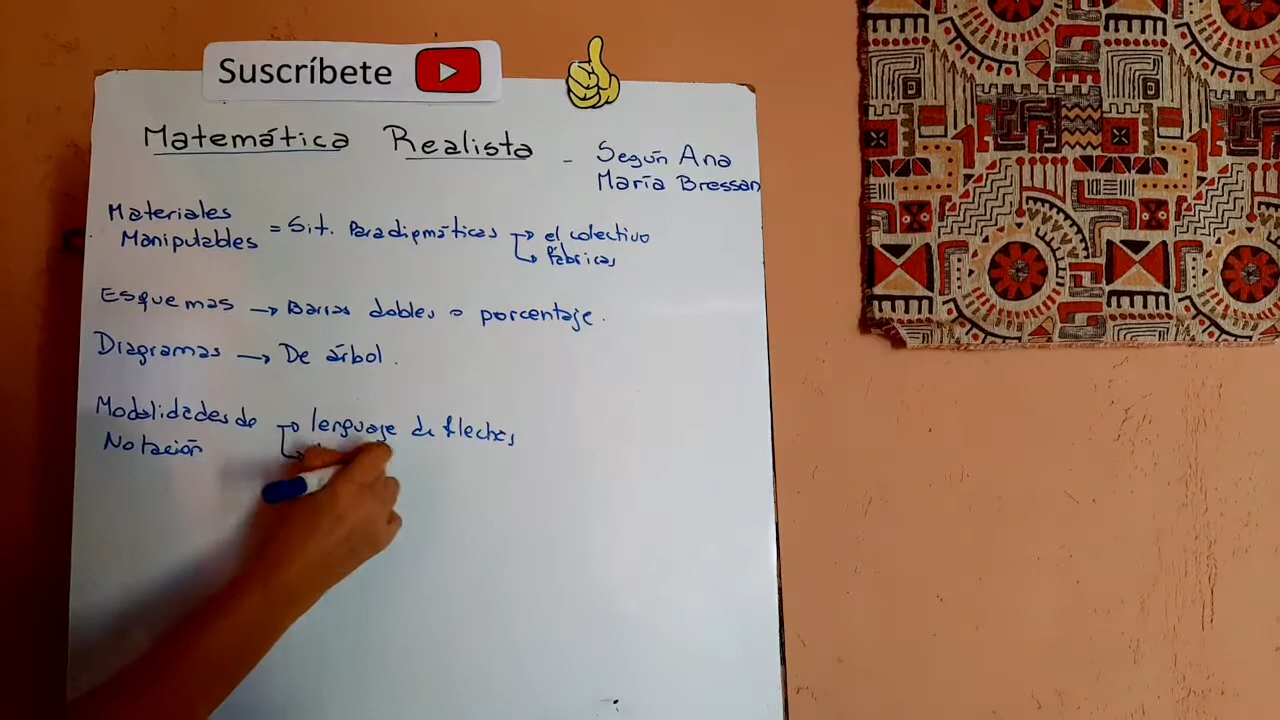 Suscríbete
Matemática Realista - Según Ana
María Bressan
Materiales
Manipulables = Sit. Paradigmáticas → el colectivo
→ fábricas
Esquemas → Barras dobles o porcentaje.
Diagramas → De árbol.
Modalidades de → lenguaje de flechas
Notación